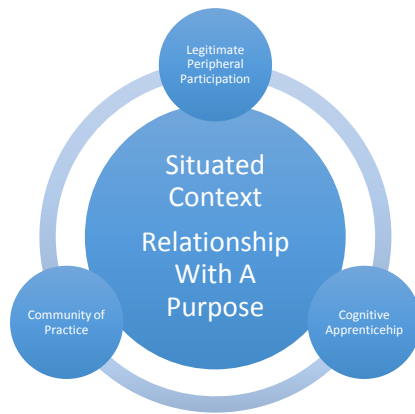 Legitimate
Peripheral
Participation
Situated
Context
Relationship
With A
Purpose
Community of
Practice
Cognitive
Apprenticehip